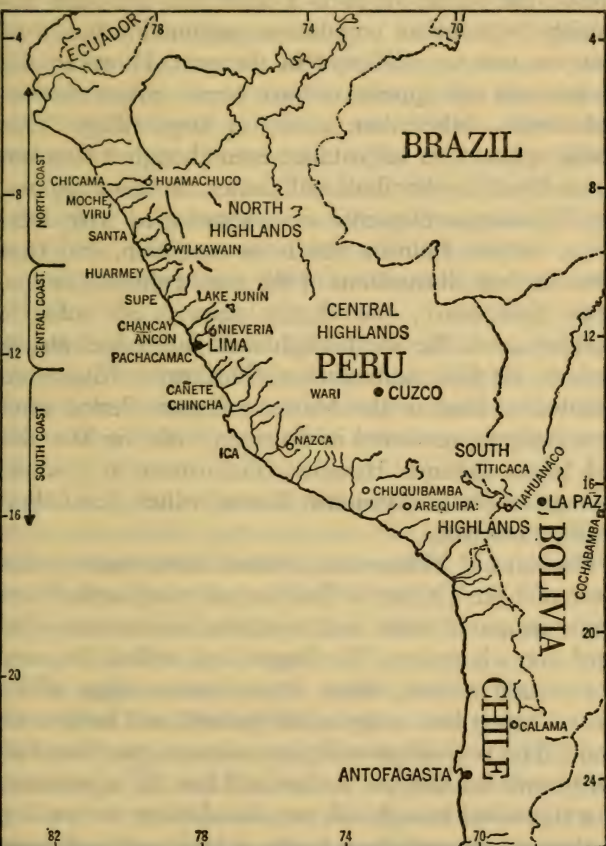 78
74
70
4
4
ECUADOR
BRAZIL
NORTH COAST
CHICAMA
HUAMACHUCO
8
8
MOCHE
VIRU
NORTH
HIGHLANDS
SANTA
WILKAWAIN
HUARMEY
CENTRAL COAST
SUPE
LAKE JUNÍN
CENTRAL
HIGHLANDS
CHANCAY
ANCON
NIEVERIA
LIMA
12
12
PACHACAMAC
PERU
CAÑETE
CHINCHA
WARI
CUZCO
SOUTH COAST
ICA
NAZCA
SOUTH
TITICACA
TIAHUANACO
CHUQUIBAMBA
AREQUIPA
HIGHLANDS
LA PAZ
16
16
BOLIVIA
COCHABAMBA
20
20
CHILE
CALAMA
ANTOFAGASTA
24
82
78
74
70